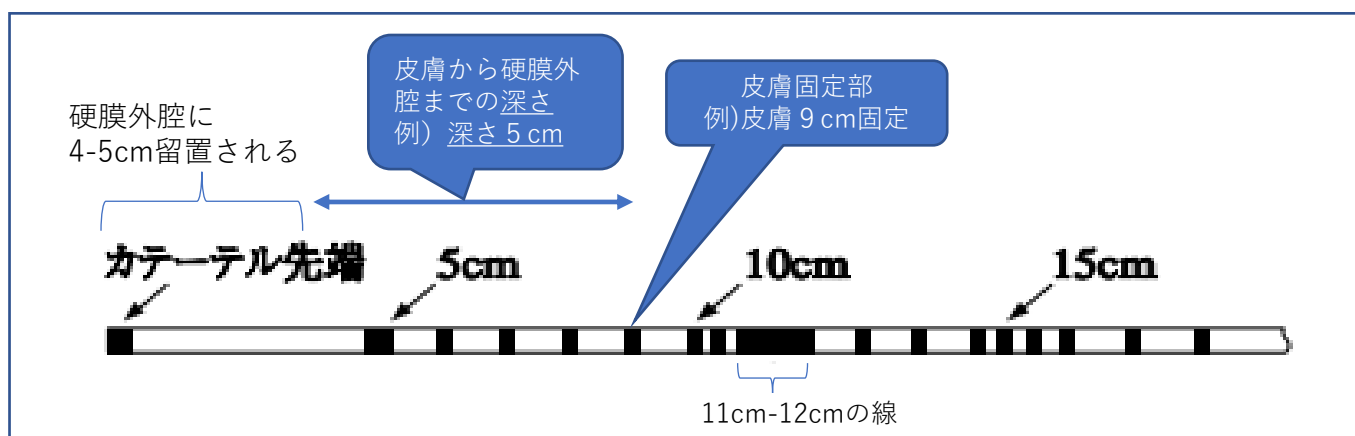 皮膚から硬膜外
腔までの深さ
例）深さ５cm
皮膚固定部
例)皮膚９cm固定
硬膜外腔に
4-5cm留置される
カテーテル先端
5cm
10cm
15cm
11cm-12cmの線